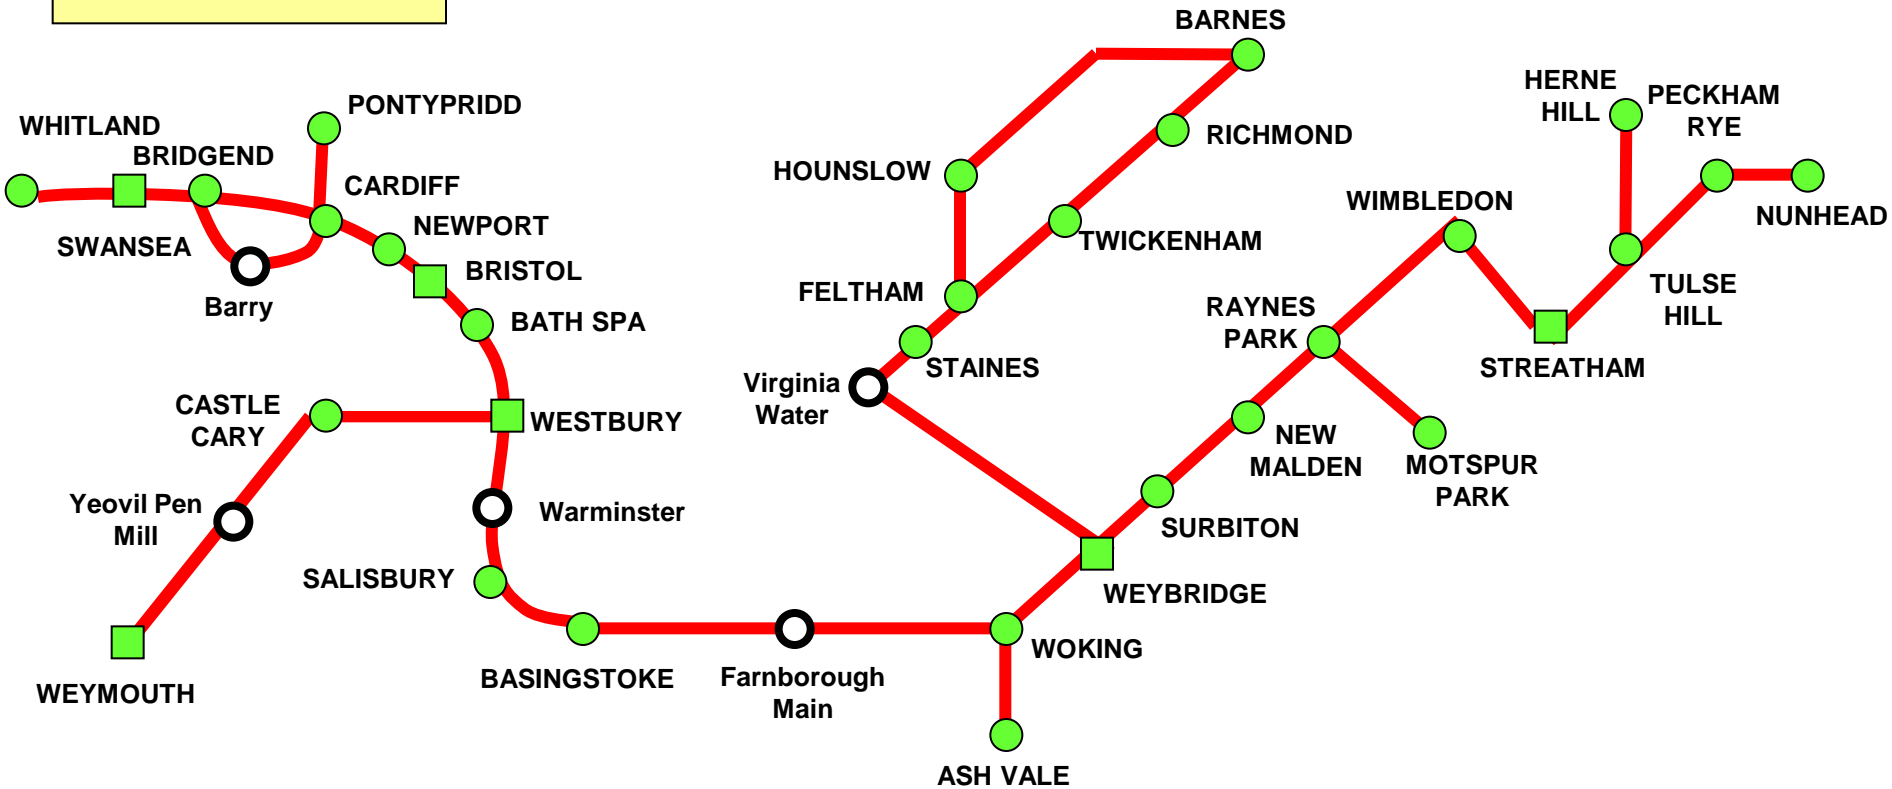 BARNES
HERNE
HILL
PECKHAM
RYE
PONTYPRIDD
WHITLAND
BRIDGEND
RICHMOND
HOUNSLOW
CARDIFF
WIMBLEDON
NUNHEAD
NEWPORT
SWANSEA
TWICKENHAM
BRISTOL
FELTHAM
TULSE
HILL
Barry
BATH SPA
RAYNES
PARK
STAINES
STREATHAM
Virginia
Water
CASTLE
CARY
WESTBURY
NEW
MALDEN
MOTSPUR
PARK
Yeovil Pen
Mill
Warminster
SURBITON
SALISBURY
WEYBRIDGE
WOKING
BASINGSTOKE
Farnborough
Main
WEYMOUTH
ASH VALE